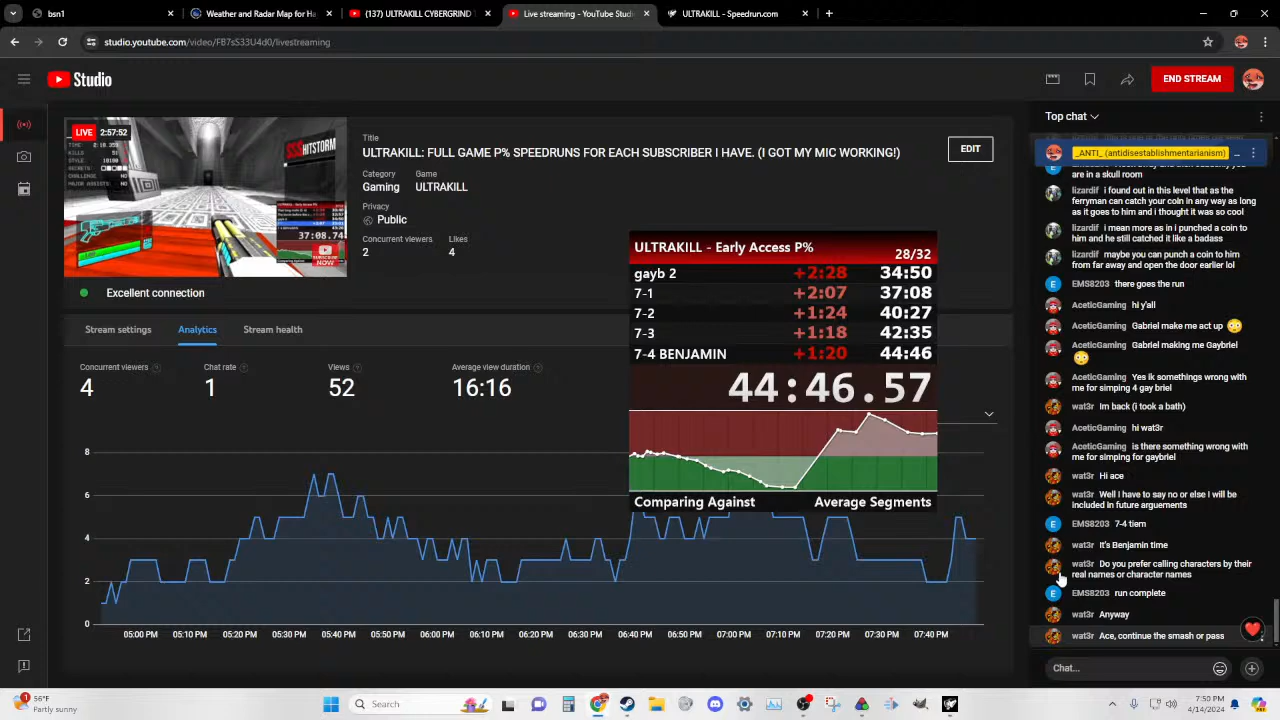 bsn1
Weather and Radar Map for Ha
(137) ULTRAKILL CYBERGRIND
Live streaming - YouTube Studi
ULTRAKILL - Speedrun.com
studio.youtube.com/video/FB7sS33U4d0/livestreaming
Studio
END STREAM
LIVE 2:57:52
SSSHITSTORM
37:08.74
SUBSCRIBE NOW
Title
ULTRAKILL: FULL GAME P% SPEEDUNS FOR EACH SUBSCRIBER I HAVE. (I GOT MY MIC WORKING!)
EDIT
Category
Game
Gaming
ULTRAKILL
Privacy
Public
Concurrent viewers
Likes
2
4
Excellent connection
Stream settings
Analytics
Stream health
Concurrent viewers
Chat rate
Views
Average view duration
4
1
52
16:16
8
6
4
2
0
05:00 PM 05:10 PM 05:20 PM 05:30 PM 05:40 PM 05:50 PM 06:00 PM 06:10 PM 06:20 PM 06:30 PM 06:40 PM 06:50 PM 07:00 PM 07:10 PM 07:20 PM 07:30 PM 07:40 PM
ULTRAKILL - Early Access P%
28/32
gayb 2 +2:28 34:50
7-1 +2:07 37:08
7-2 +1:24 40:27
7-3 +1:18 42:35
7-4 BENJAMIN +1:20 44:46
44:46.57
Comparing Against Average Segments
Top chat
_ANTI_ (antidisestablishmentarianism) ...
are in a skull room
lizardif i found out in this level that as the
ferryman can catch your coin in any way as long
as it goes to him and i thought it was so cool
lizardif i mean more as in i punched a coin to
him and he still catched it like a badass
lizardif maybe you can punch a coin to him
from far away and open the door earlier lol
EMS8203 there goes the run
AceticGaming hi y'all
AceticGaming Gabriel make me act up
AceticGaming Gabriel making me Gaybriel
AceticGaming Yes ik somethings wrong with
me for simping 4 gay briel
wat3r Im back (i took a bath)
AceticGaming hi wat3r
AceticGaming is there something wrong with
me for simping for gaybriel
wat3r Hi ace
wat3r Well I have to say no or else I will be
included in future arguements
EMS8203 7-4 tiem
wat3r It's Benjamin time
wat3r Do you prefer calling characters by their
real names or character names
EMS8203 run complete
wat3r Anyway
wat3r Ace, continue the smash or pass
Chat...
1
56°F
Partly sunny
Search
7:50 PM
4/14/2024